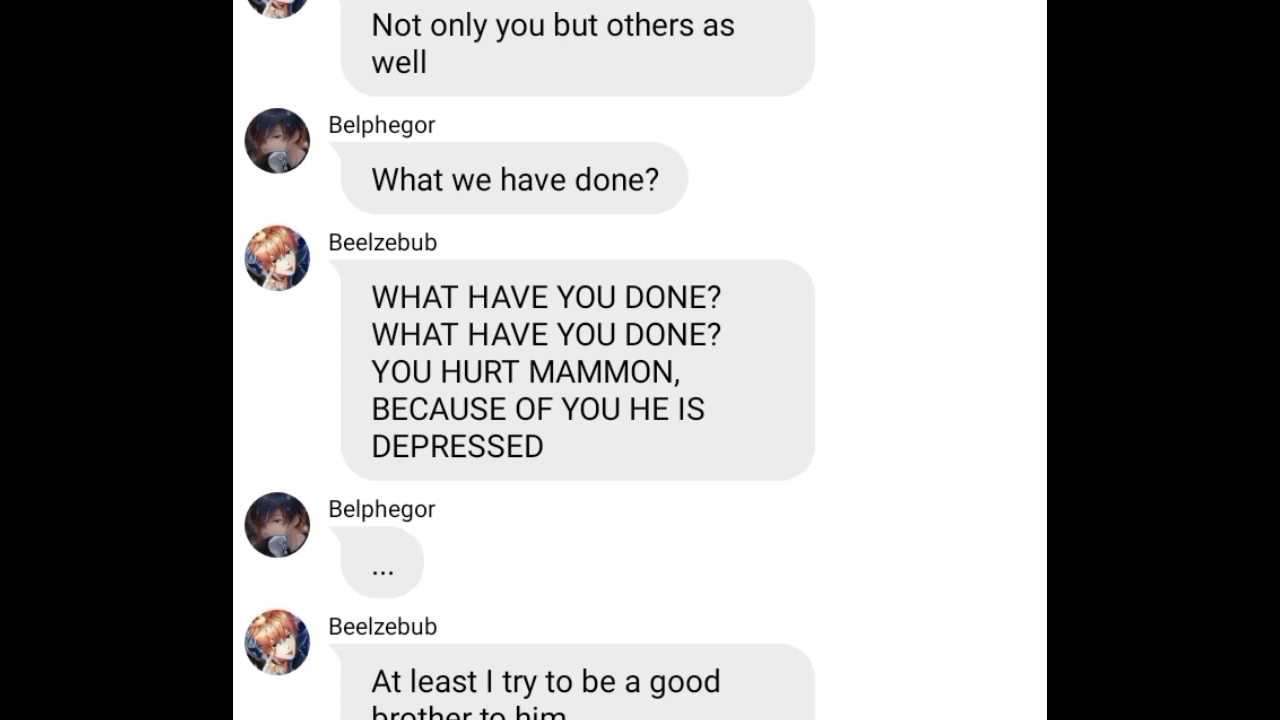 Not only you but others as
well
Belphegor
What we have done?
Beelzebub
WHAT HAVE YOU DONE?
WHAT HAVE YOU DONE?
YOU HURT MAMMON,
BECAUSE OF YOU HE IS
DEPRESSED
Belphegor
...
Beelzebub
At least I try to be a good
brother to him